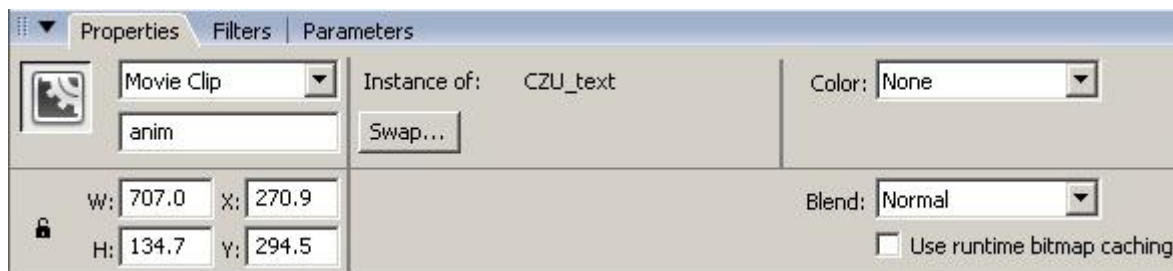 Properties Filters Parameters
Movie Clip Instance of: CZU_text Color: None
anim Swap...
W: 707.0 X: 270.9 Blend: Normal
H: 134.7 Y: 294.5 Use runtime bitmap caching